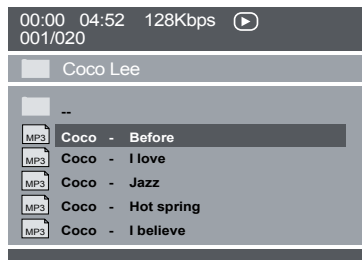 00:00 04:52 128Kbps
001/020
Coco Lee
--
MP3 Coco - Before
MP3 Coco - I love
MP3 Coco - Jazz
MP3 Coco - Hot spring
MP3 Coco - I believe